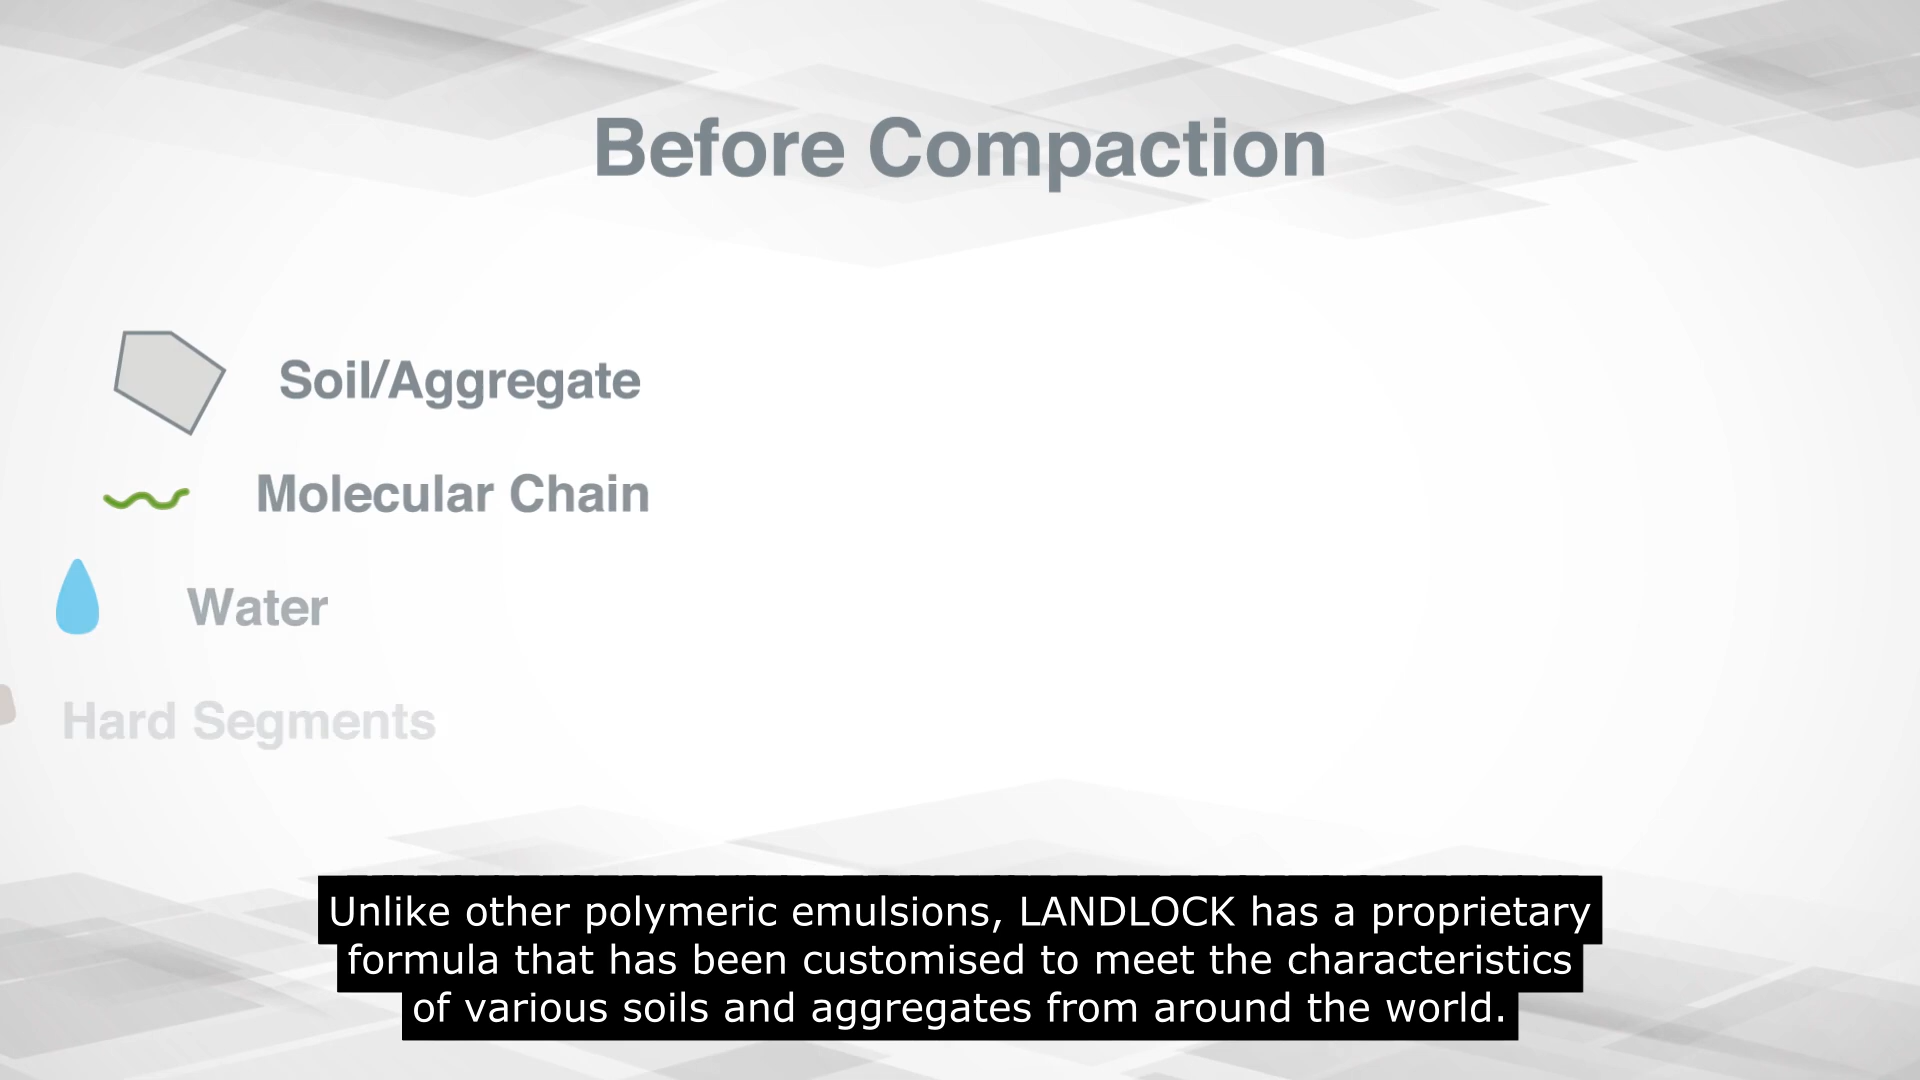 Before Compaction
Soil/Aggregate
Molecular Chain
Water
Hard Segments
Unlike other polymeric emulsions, LANDLOCK has a proprietary
formula that has been customised to meet the characteristics
of various soils and aggregates from around the world.